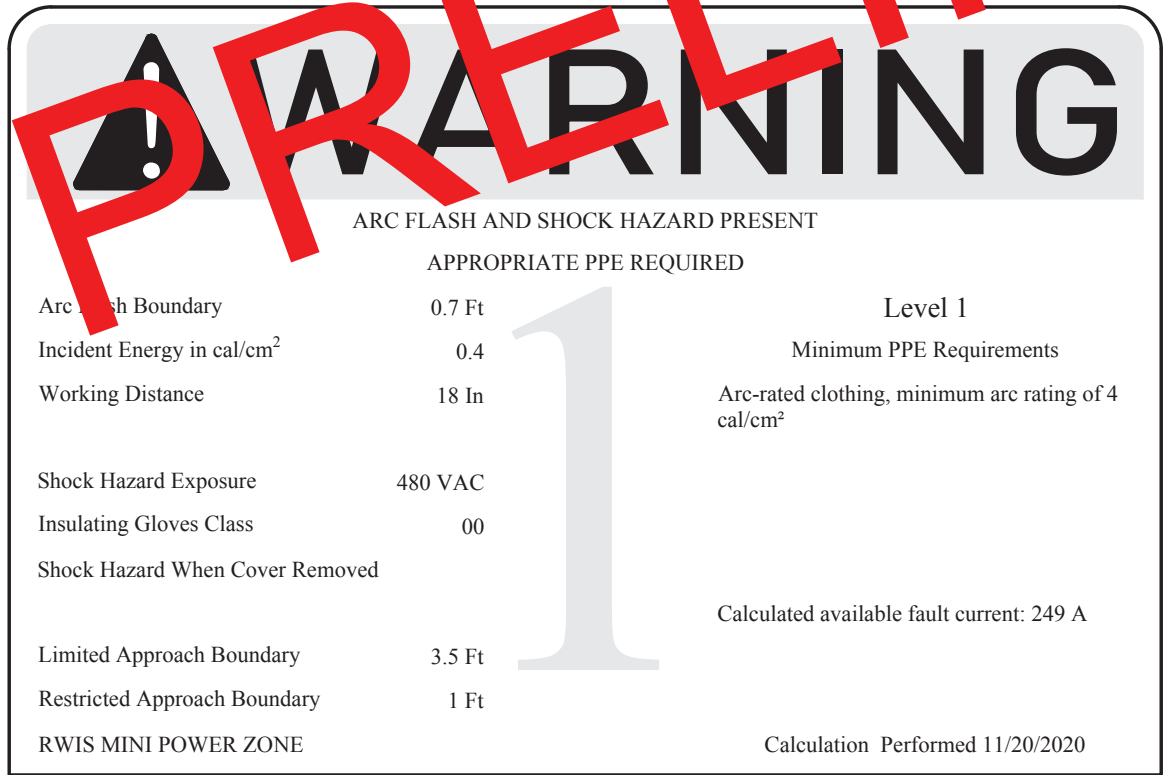 PREL
WARNING
ARC FLASH AND SHOCK HAZARD PRESENT
APPROPRIATE PPE REQUIRED
Arc Flash Boundary 0.7 Ft
Incident Energy in cal/cm² 0.4
Working Distance 18 In
Shock Hazard Exposure 480 VAC
Insulating Gloves Class 00
Shock Hazard When Cover Removed
Limited Approach Boundary 3.5 Ft
Restricted Approach Boundary 1 Ft
RWIS MINI POWER ZONE
1
Level 1
Minimum PPE Requirements
Arc-rated clothing, minimum arc rating of 4
cal/cm²
Calculated available fault current: 249 A
Calculation Performed 11/20/2020